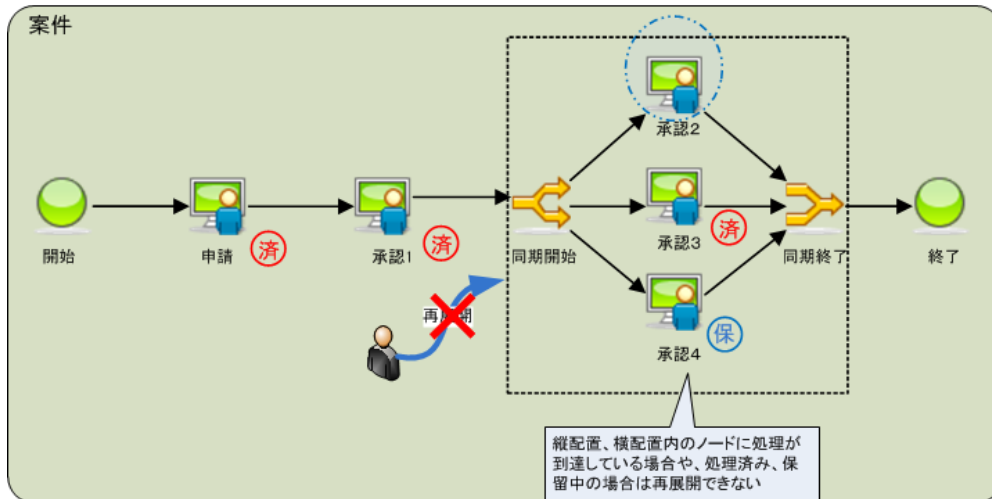 案件
承認2
開始
申請
済
承認1
済
同期開始
承認3
済
同期終了
終了
再展開
承認4
保
縦配置、横配置内のノードに処理が
到達している場合や、処理済み、保
留中の場合は再展開できない